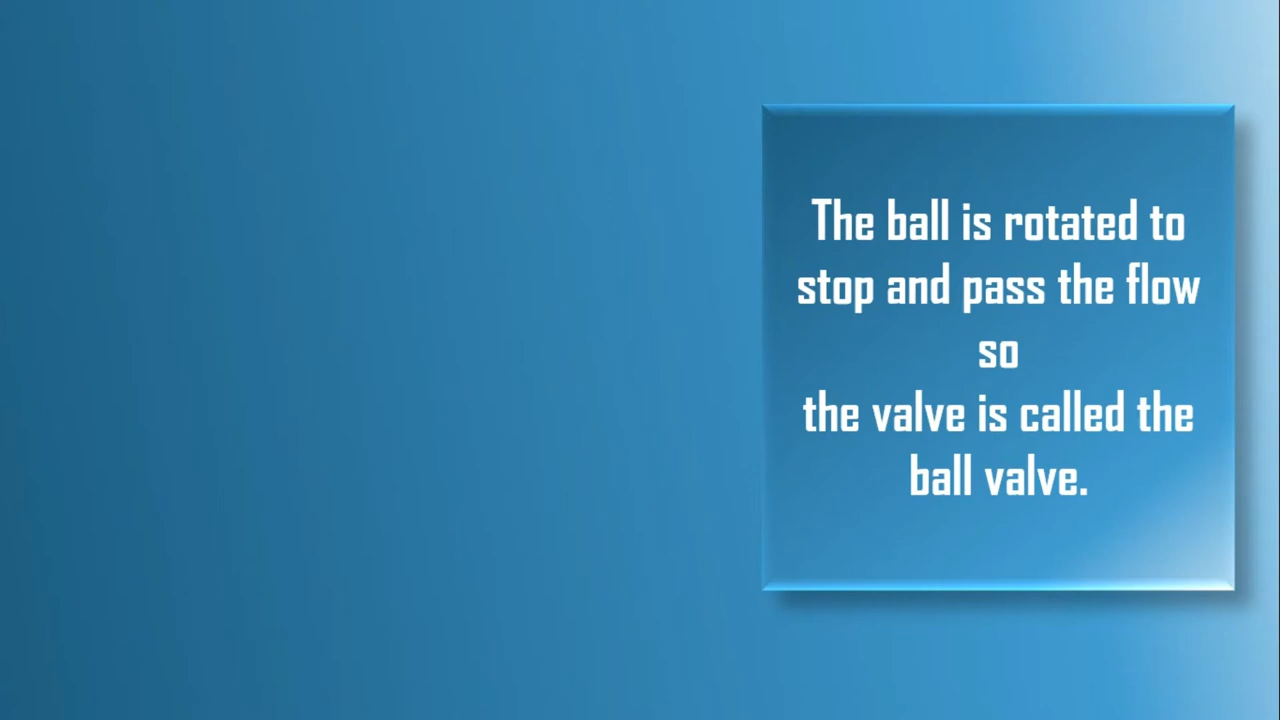 The ball is rotated to
stop and pass the flow
so
the valve is called the
ball valve.